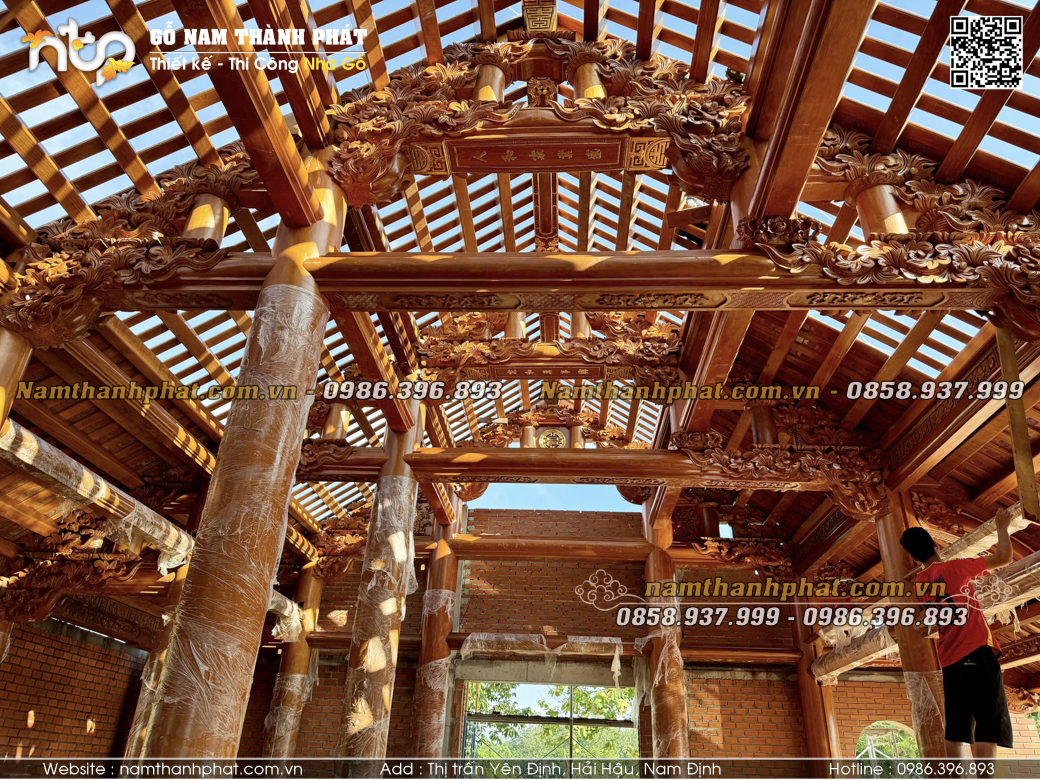 GỖ NAM THÀNH PHÁT
Thiết kế - Thi Công Nhà Gỗ
Namthanhphat.com.vn - 0986.396.893
Namthanhphat.com.vn - 0858.937.999
namthanhphat.com.vn
0858.937.999 - 0986.396.893
Website : namthanhphat.com.vn Add : Thị trấn Yên Định, Hải Hậu, Nam Định Hotline : 0986.396.893